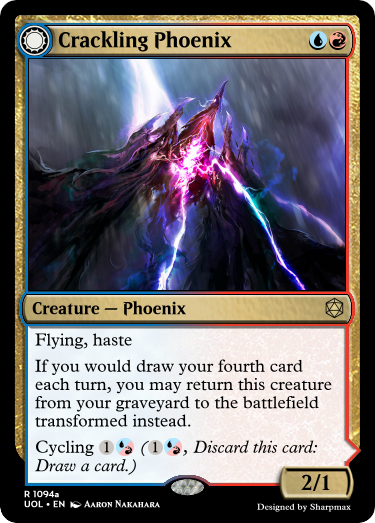 Crackling Phoenix
Creature — Phoenix
Flying, haste
If you would draw your fourth card
each turn, you may return this creature
from your graveyard to the battlefield
transformed instead.
Cycling 1 (1, Discard this card:
Draw a card.)
2/1
R 1094a
UOL • EN Aaron Nakahara
Designed by Sharpmax